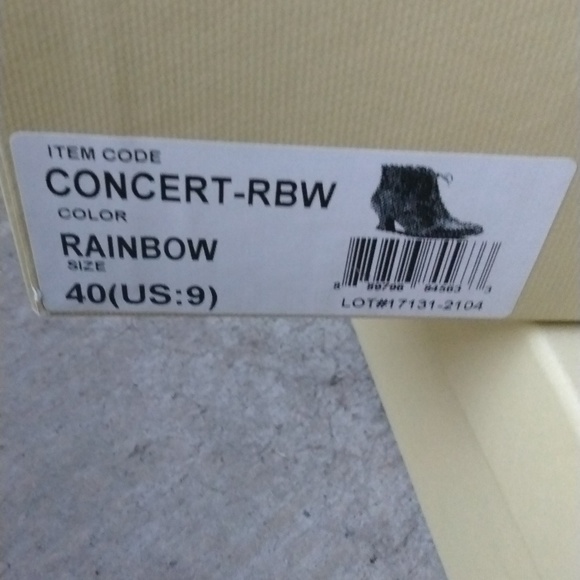 ITEM CODE
CONCERT-RBW
COLOR
RAINBOW
SIZE
40(US:9)
LOT#17131-2104